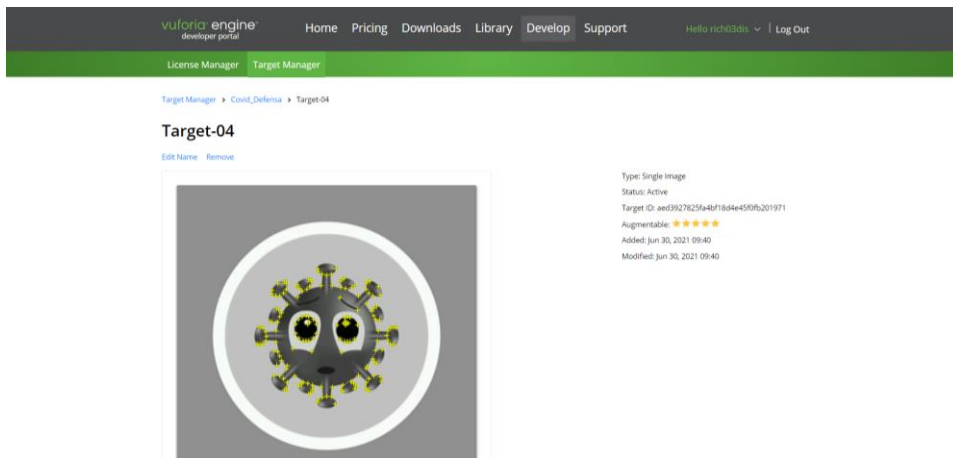 vuforia engine
developer portal
Home Pricing Downloads Library Develop Support Hello rich03dis | Log Out
License Manager Target Manager
Target Manager Covid_Defensa Target-04
Target-04
Edit Name Remove
Type: Single Image
Status: Active
Target ID: aed3927825fa4bf18d4e45f0fb201971
Augmentable:
Added: Jun 30, 2021 09:40
Modified: Jun 30, 2021 09:40